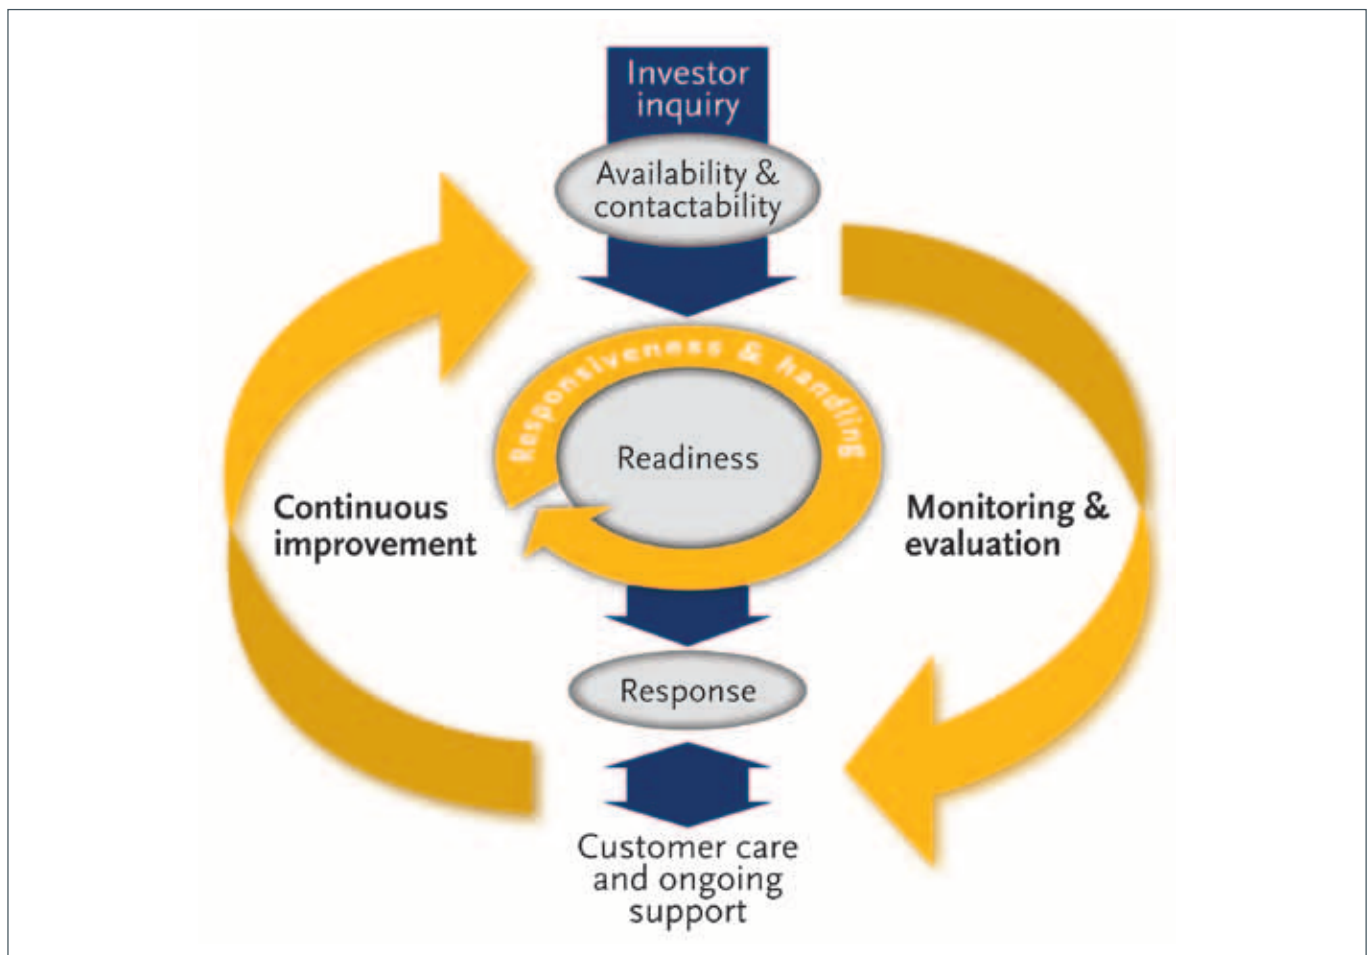 Investor
inquiry
Availability &
contactability
Responsiveness & handling
Readiness
Continuous
improvement
Monitoring &
evaluation
Response
Customer care
and ongoing
support